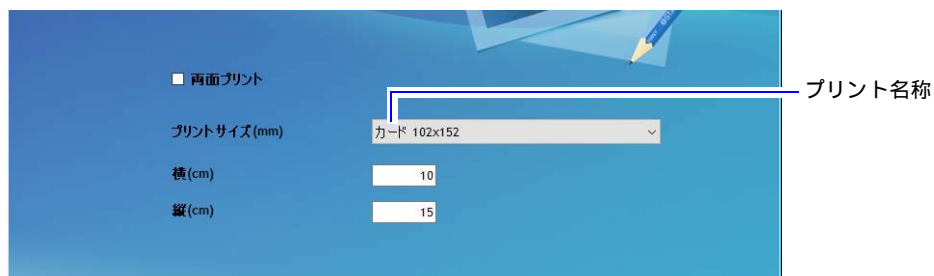 両面プリント
プリント名称
プリントサイズ(mm)
カード 102x152
横(cm)
10
縦(cm)
15